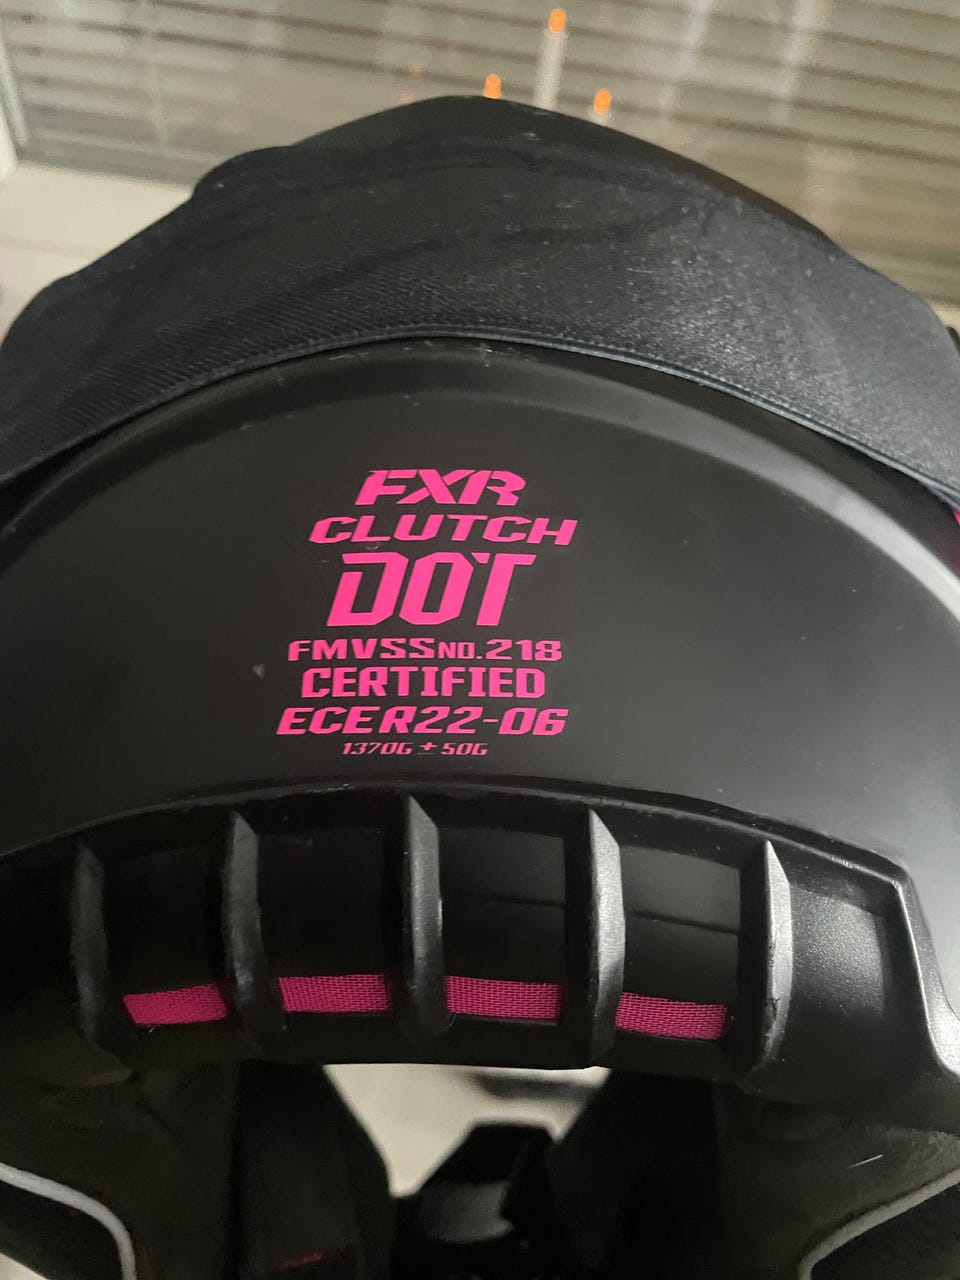 FXR
CLUTCH
DOT
FMVSS NO. 218
CERTIFIED
ECE R22-06
1370G ± 50G